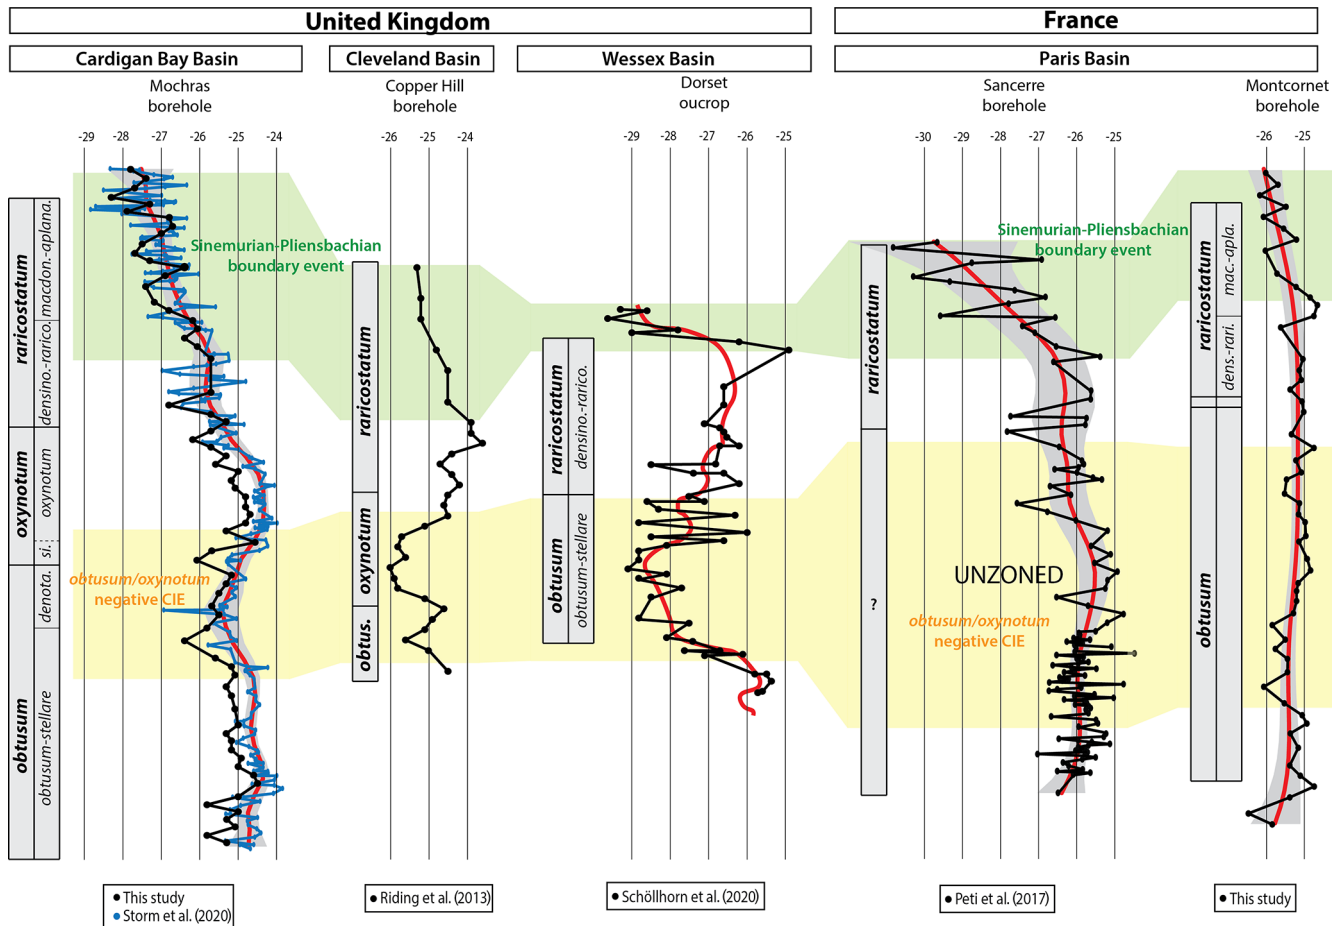 United Kingdom
France
Cardigan Bay Basin
Cleveland Basin
Wessex Basin
Paris Basin
Mochras
borehole
Copper Hill
borehole
Dorset
oucrop
Sancerre
borehole
Montcornet
borehole
-29 -28 -27 -26 -25 -24
-26 -25 -24
-29 -28 -27 -26 -25
-30 -29 -28 -27 -26 -25
-26 -25
raricostatum
macdon.-aplana.
densino.-rarico.
oxynotum
oxynotum
si.
denota.
obtusum
obtusum-stellare
Sinemurian-Pliensbachian
boundary event
obtusum/oxynotum
negative CIE
raricostatum
oxynotum
obtus.
raricostatum
densino.-rarico.
obtusum
obtusum-stellare
raricostatum
?
UNZONED
obtusum/oxynotum
negative CIE
Sinemurian-Pliensbachian
boundary event
raricostatum
mac.-apla.
dens.-rari.
obtusum
This study
Storm et al. (2020)
Riding et al. (2013)
Schöllhorn et al. (2020)
Peti et al. (2017)
This study